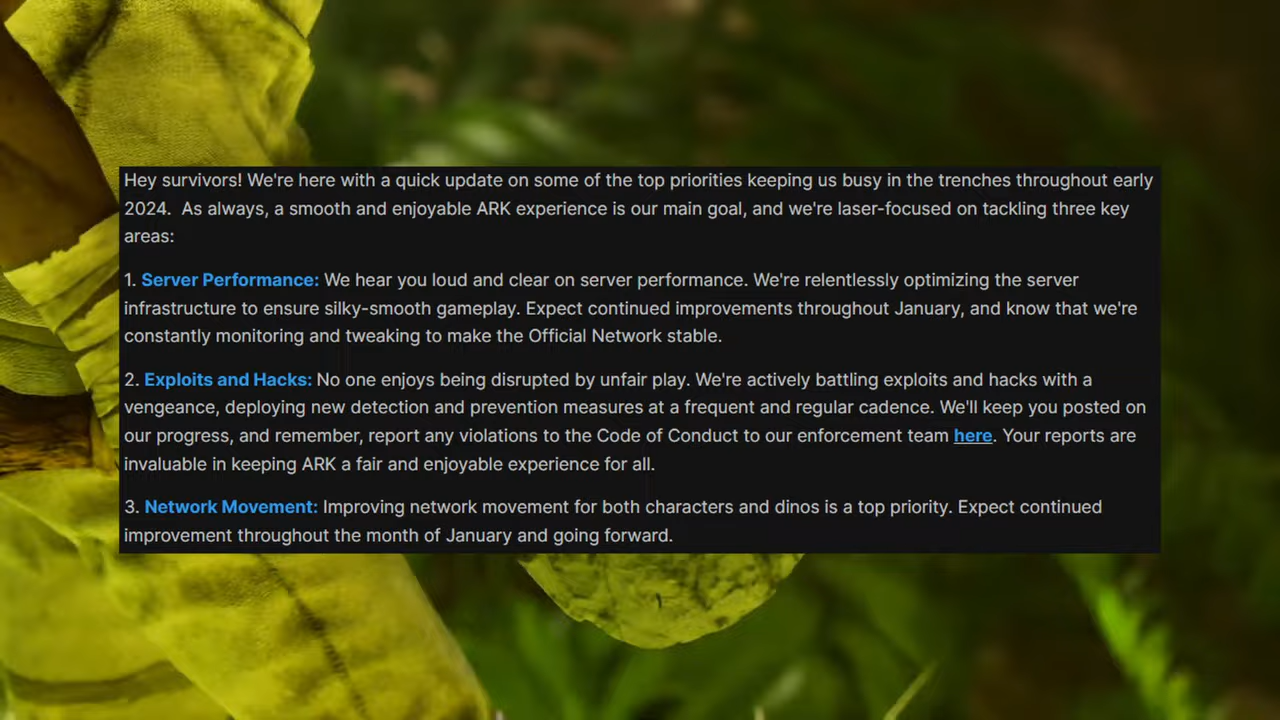 Hey survivors! We're here with a quick update on some of the top priorities keeping us busy in the trenches throughout early
2024.  As always, a smooth and enjoyable ARK experience is our main goal, and we're laser-focused on tackling three key
areas:
1. Server Performance: We hear you loud and clear on server performance. We're relentlessly optimizing the server
infrastructure to ensure silky-smooth gameplay. Expect continued improvements throughout January, and know that we're
constantly monitoring and tweaking to make the Official Network stable.
2. Exploits and Hacks: No one enjoys being disrupted by unfair play. We're actively battling exploits and hacks with a
vengeance, deploying new detection and prevention measures at a frequent and regular cadence. We'll keep you posted on
our progress, and remember, report any violations to the Code of Conduct to our enforcement team here. Your reports are
invaluable in keeping ARK a fair and enjoyable experience for all.
3. Network Movement: Improving network movement for both characters and dinos is a top priority. Expect continued
improvement throughout the month of January and going forward.